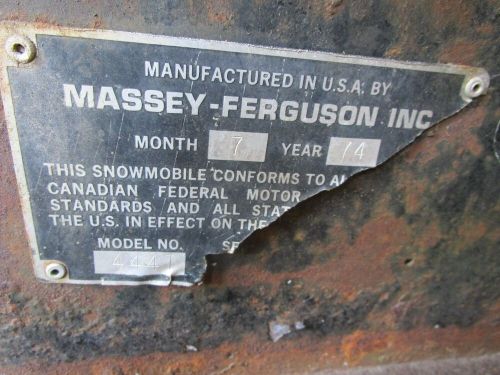 MANUFACTURED IN U.S.A. BY
MASSEY-FERGUSON INC
MONTH 7 YEAR 74
THIS SNOWMOBILE CONFORMS TO AL
CANADIAN FEDERAL MOTOR
STANDARDS AND ALL STAT
THE U.S. IN EFFECT ON THE
MODEL NO. SE